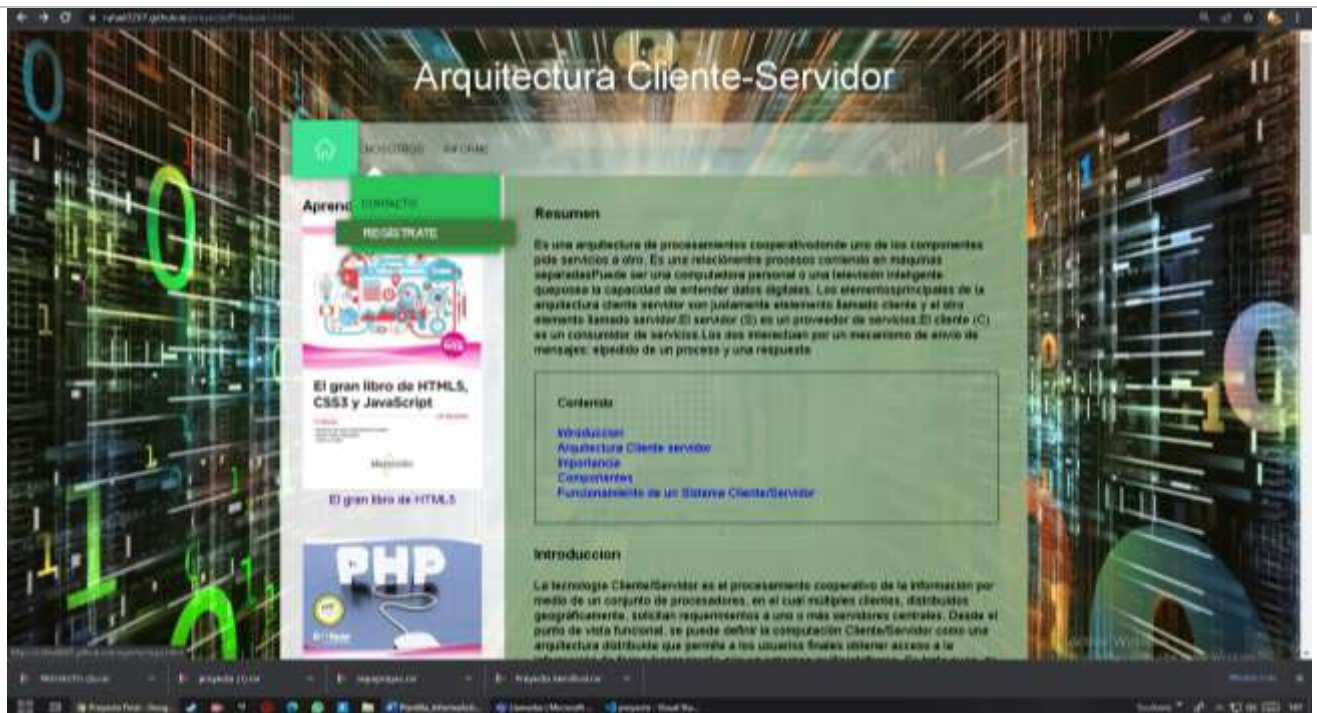 Arquitectura Cliente-Servidor
NOSOTROS INFORME
CONTACTO
REGÍSTRATE
Resumen
Es una arquitectura de procesamientos cooperativodonde uno de los componentes
pide servicios a otro. Es una relaciónentre procesos corriendo en máquinas
separadasPuede ser una computadora personal o una televisión inteligente
queposea la capacidad de entender datos digitales. Los elementosprincipales de la
arquitectura cliente servidor son justamente elelemento llamado cliente y el otro
elemento llamado servidor.El servidor (S) es un proveedor de servicios.El cliente (C)
es un consumidor de servicios.Los dos interactuan por un mecanismo de envío de
mensajes: elpedido de un proceso y una respuesta
Contenido
Introduccion
Arquitectura Cliente servidor
Importancia
Componentes
Funcionamiento de un Sistema Cliente/Servidor
El gran libro de HTML5,
CSS3 y JavaScript
El gran libro de HTML5
PHP
Introduccion
La tecnología Cliente/Servidor es el procesamiento cooperativo de la información por
medio de un conjunto de procesadores, en el cual múltiples clientes, distribuidos
geográficamente, solicitan requerimientos a uno o más servidores centrales. Desde el
punto de vista funcional, se puede definir la computación Cliente/Servidor como una
arquitectura distribuida que permite a los usuarios finales obtener acceso a la